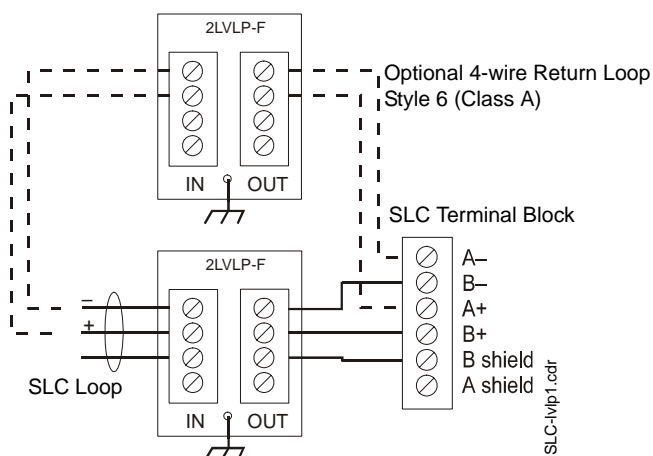 2LVLP-F
IN OUT
Optional 4-wire Return Loop
Style 6 (Class A)
SLC Terminal Block
A–
B–
A+
B+
B shield
A shield
2LVLP-F
–
+
SLC Loop
IN OUT
SLC-lvlp1.cdr